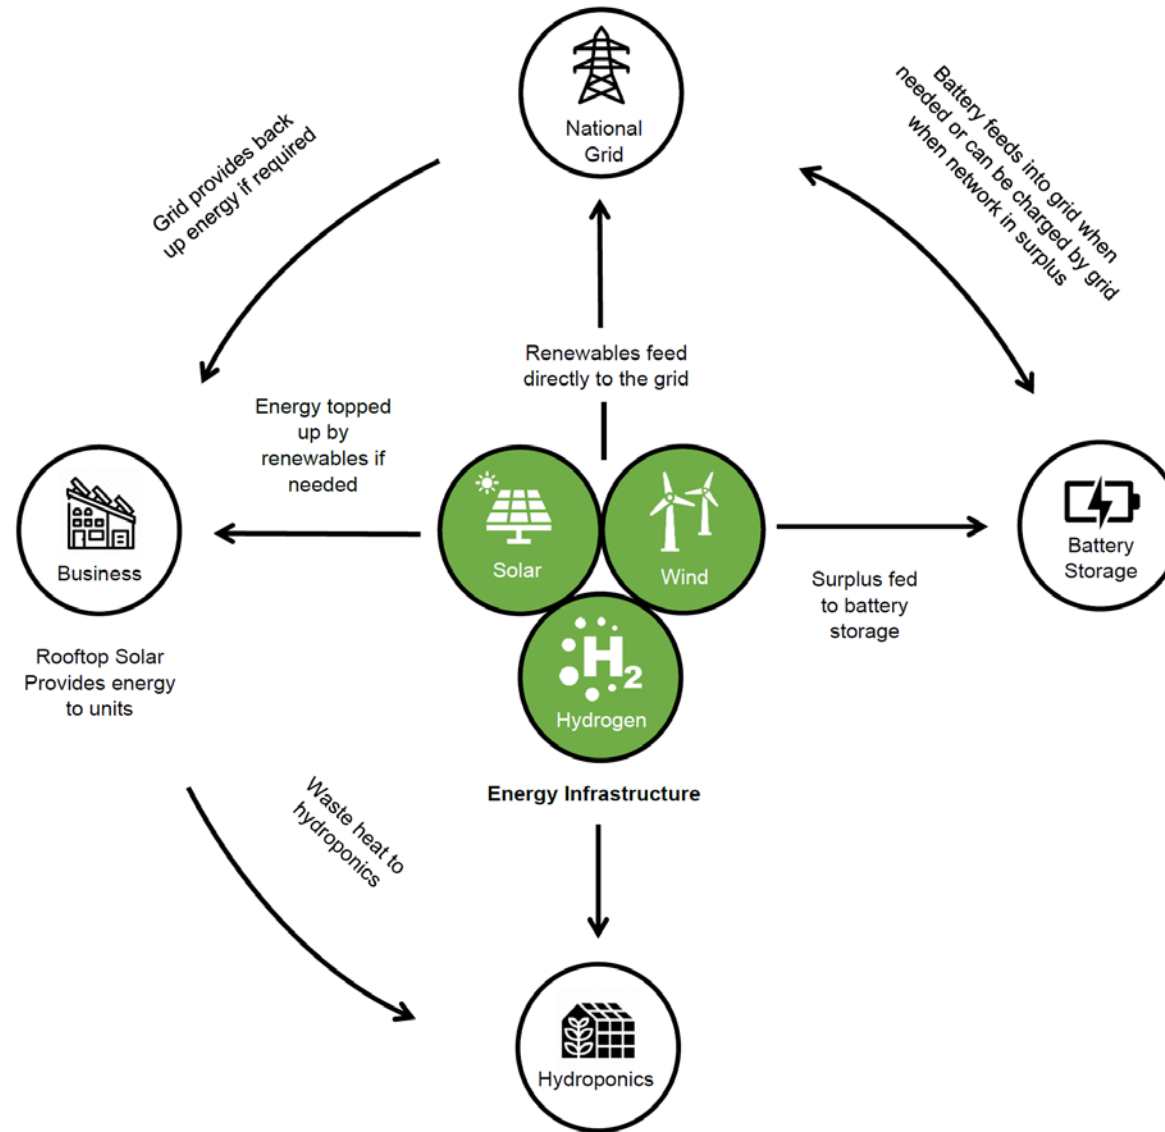 National
Grid
Grid provides back
up energy if required
Battery feeds into grid when
needed or can be charged by grid
when network in surplus
Renewables feed
directly to the grid
Energy topped
up by
renewables if
needed
Business
Solar
Wind
Battery
Storage
Surplus fed
to battery
storage
Rooftop Solar
Provides energy
to units
H2
Hydrogen
Energy Infrastructure
Waste heat to
hydroponics
Hydroponics